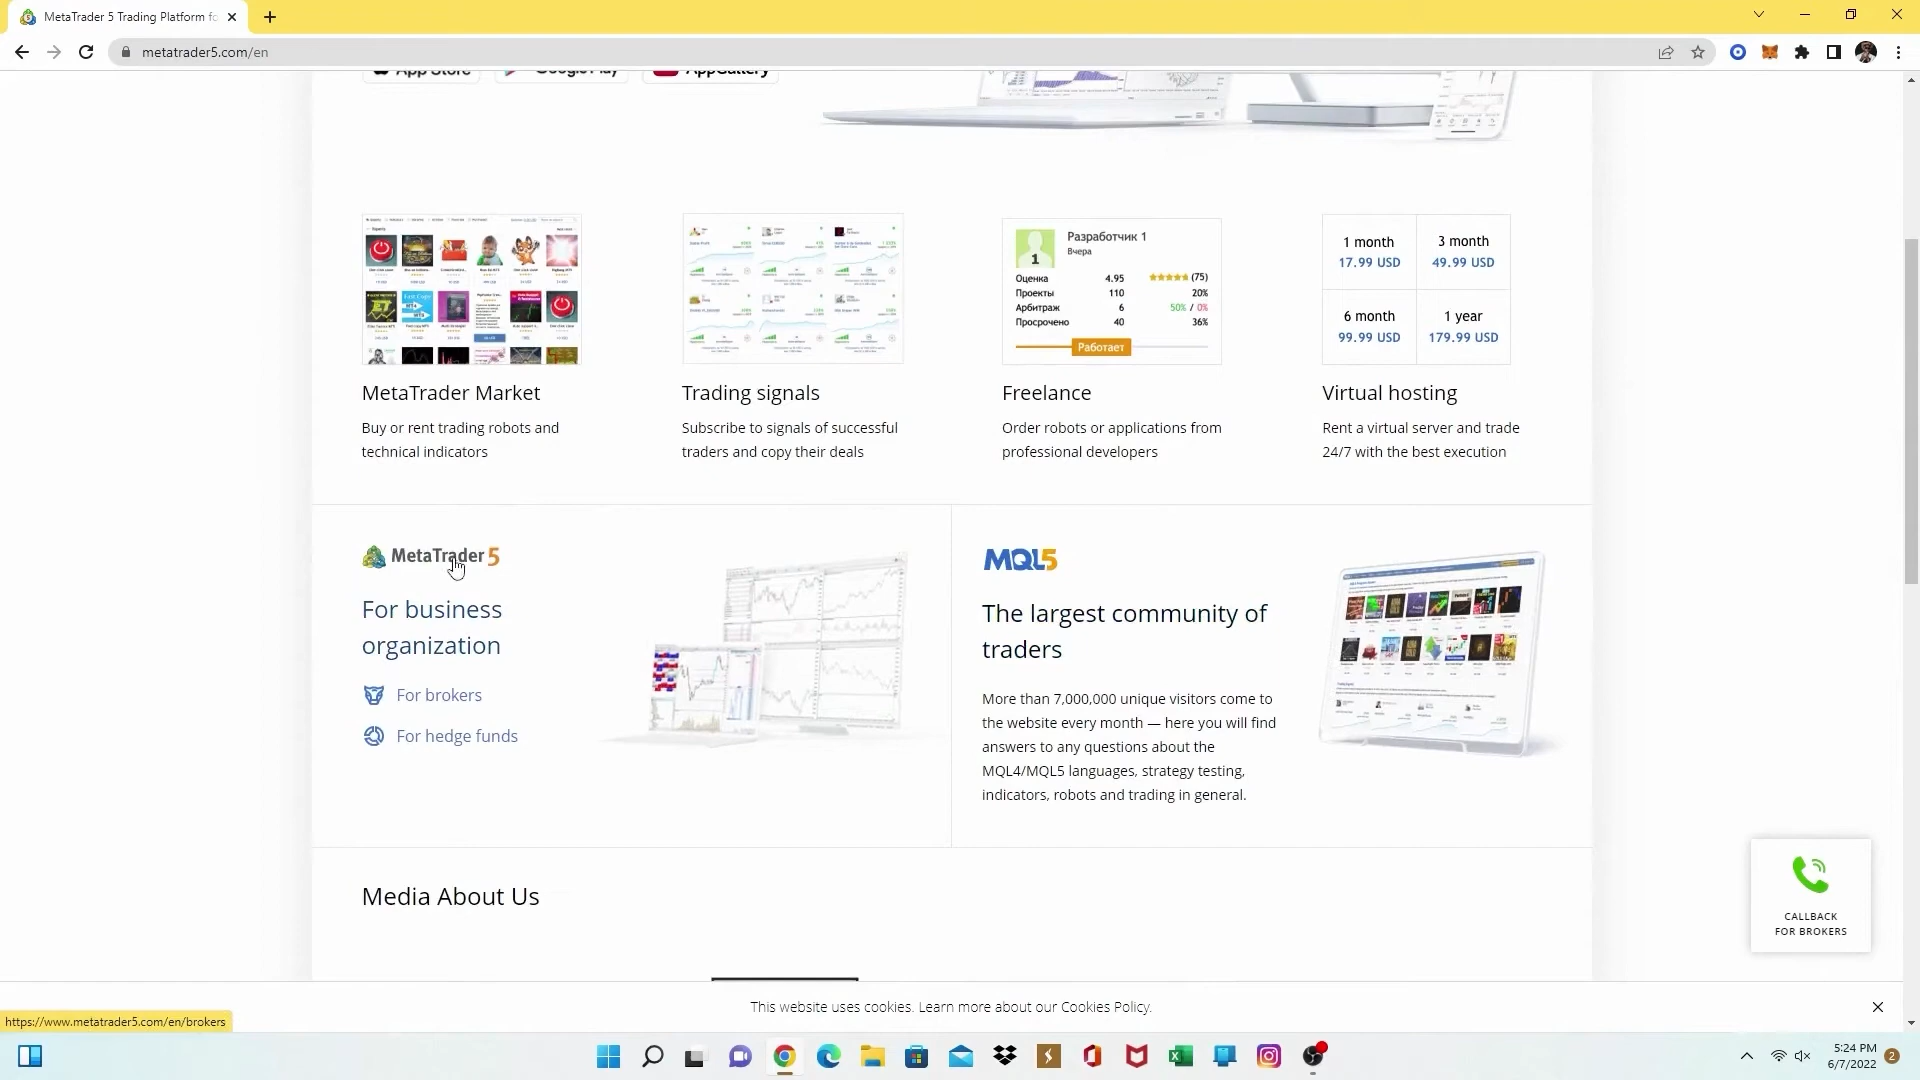 MetaTrader 5 Trading Platform fo
metatrader5.com/en
App Store
Google Play
AppGallery
Разработчик 1
Вчера
1
Оценка 4.95 (75)
Проекты 110 20%
Арбитраж 6 50% / 0%
Просрочено 40 36%
Работает
1 month
17.99 USD
3 month
49.99 USD
6 month
99.99 USD
1 year
179.99 USD
MetaTrader Market
Buy or rent trading robots and
technical indicators
Trading signals
Subscribe to signals of successful
traders and copy their deals
Freelance
Order robots or applications from
professional developers
Virtual hosting
Rent a virtual server and trade
24/7 with the best execution
MetaTrader 5
For business
organization
For brokers
For hedge funds
MQL5
The largest community of
traders
More than 7,000,000 unique visitors come to
the website every month — here you will find
answers to any questions about the
MQL4/MQL5 languages, strategy testing,
indicators, robots and trading in general.
CALLBACK
FOR BROKERS
Media About Us
This website uses cookies. Learn more about our Cookies Policy.
https://www.metatrader5.com/en/brokers
5:24 PM
6/7/2022
2